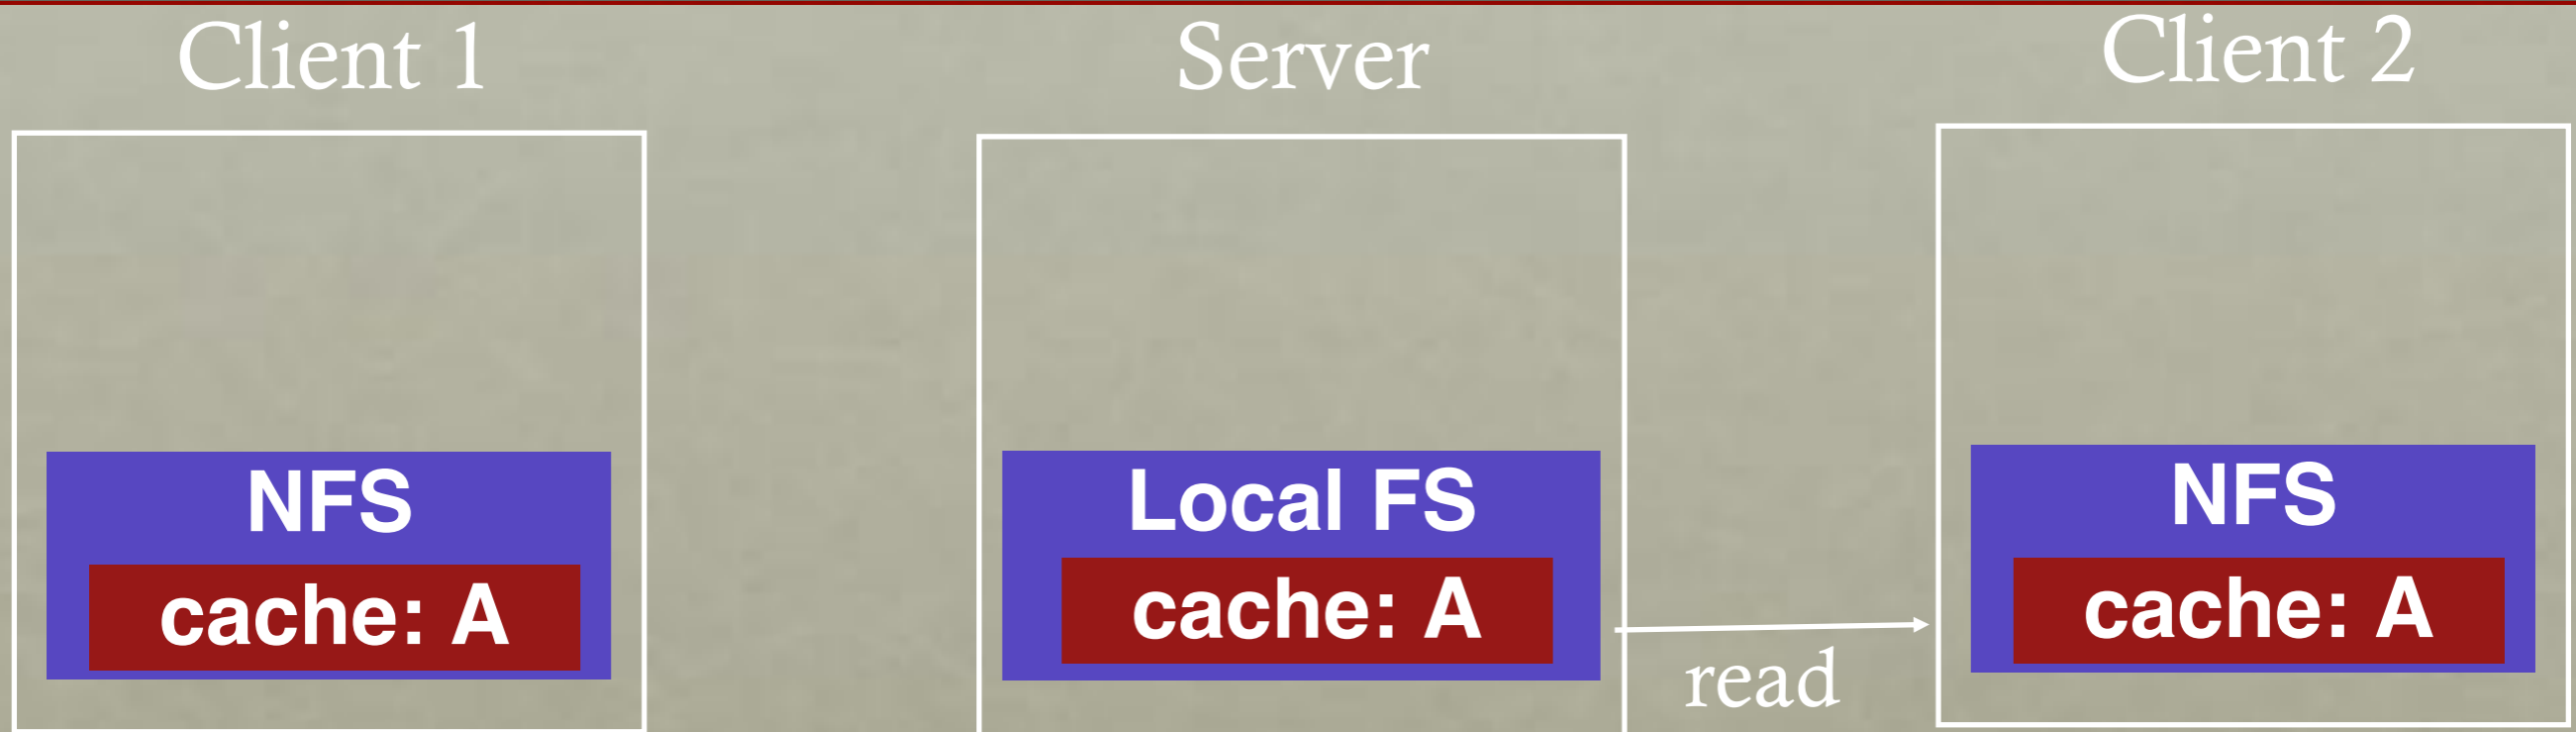 Client 1
Server
Client 2
NFS
cache: A
Local FS
cache: A
read
NFS
cache: A